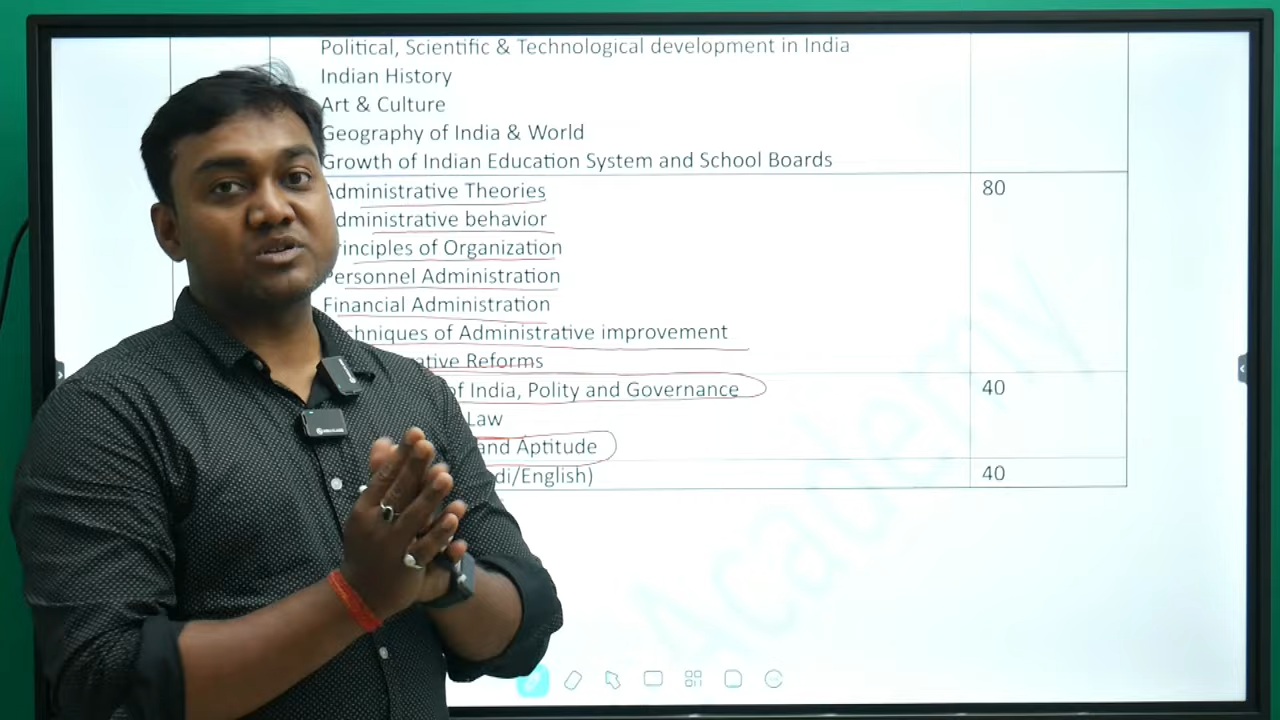 Political, Scientific & Technological development in India
Indian History
Art & Culture
Geography of India & World
Growth of Indian Education System and School Boards
Administrative Theories
80
dministrative behavior
rinciples of Organization
Personnel Administration
Financial Administration
chniques of Administrative improvement
ative Reforms
of India, Polity and Governance
40
Law
and Aptitude
di/English)
40
Academy